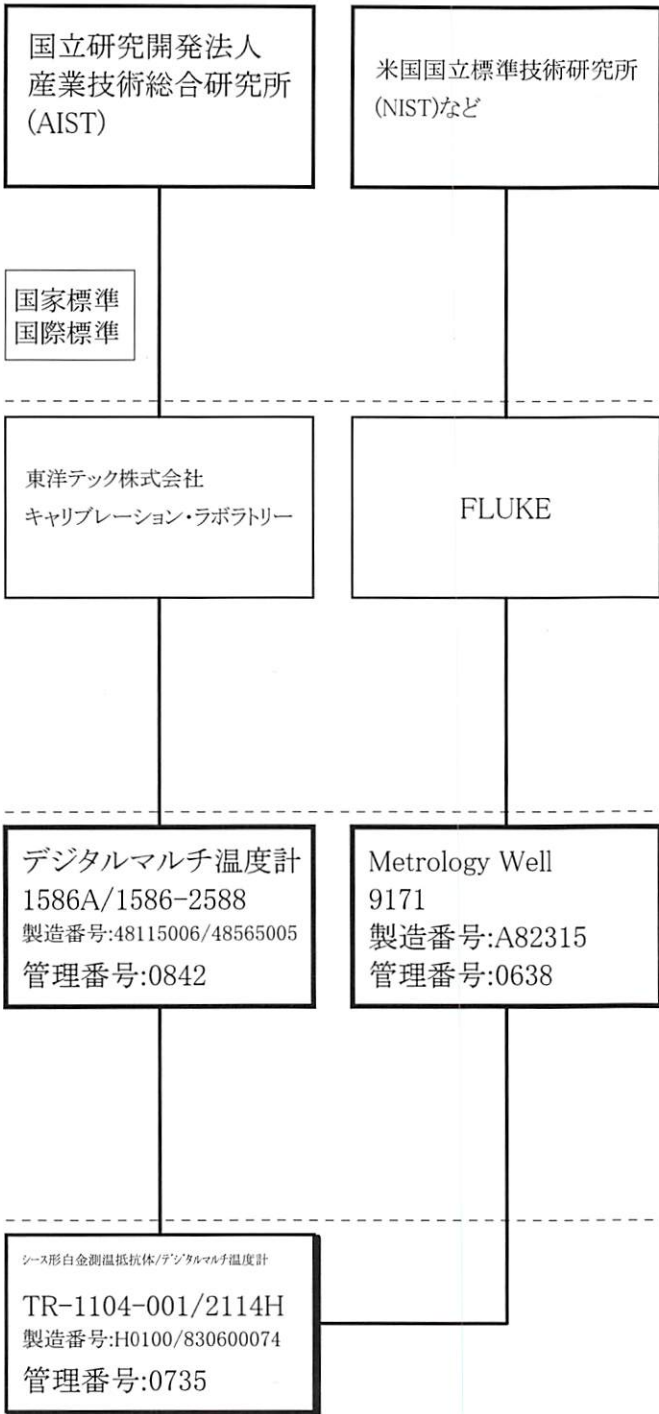 国立研究開発法人
産業技術総合研究所
(AIST)
米国国立標準技術研究所
(NIST)など
国家標準
国際標準
東洋テック株式会社
キャリブレーション・ラボラトリー
FLUKE
デジタルマルチ温度計
1586A/1586-2588
製造番号:48115006/48565005
管理番号:0842
Metrology Well
9171
製造番号:A82315
管理番号:0638
シース形白金測温抵抗体/デジタルマルチ温度計
TR-1104-001/2114H
製造番号:H0100/830600074
管理番号:0735